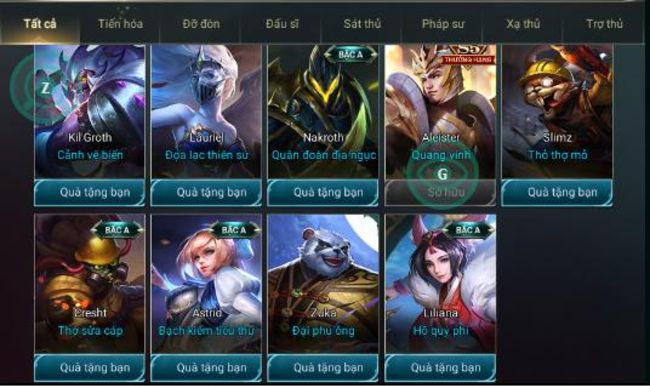 Tất cả
Tiến hóa
Đỡ đòn
Đấu sĩ
Sát thủ
Pháp sư
Xạ thủ
Trợ thủ
Z
Kil'Groth
Cảnh vệ biển
Quà tặng bạn
Lauriel
Đọa lạc thiên sứ
Quà tặng bạn
BẬC A
Nakroth
Quân đoàn địa ngục
Quà tặng bạn
S5
THƯỞNG HẠNG
Aleister
Quang vinh
G
Sở hữu
Slimz
Thỏ thợ mỏ
Quà tặng bạn
BẬC A
Cresht
Thợ sửa cáp
Quà tặng bạn
BẬC A
Astrid
Bạch kiếm tiểu thư
Quà tặng bạn
Zuka
Đại phú ông
Quà tặng bạn
BẬC A
Liliana
Hồ quý phi
Quà tặng bạn